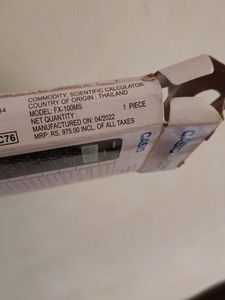 COMMODITY: SCIENTIFIC CALCULATOR
COUNTRY OF ORIGIN : THAILAND
MODEL: FX-100MS
NET QUANTITY : 1 PIECE
MANUFACTURED ON: 04/2022
MRP: RS. 975.00 INCL. OF ALL TAXES
C76
CASIO
CASIO